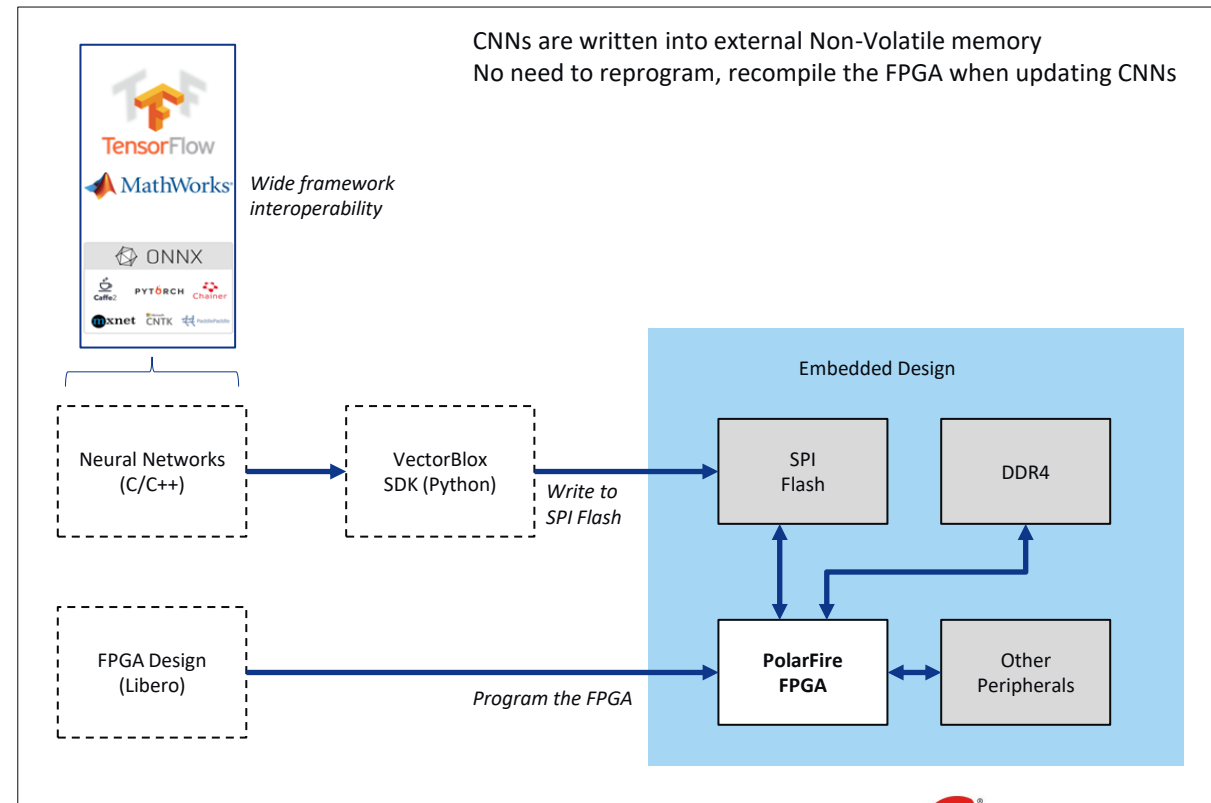 CNNs are written into external Non-Volatile memory
No need to reprogram, recompile the FPGA when updating CNNs
TensorFlow
MathWorks
Wide framework
interoperability
ONNX
Caffe2
PYTORCH
Chainer
mxnet
Microsoft
CNTK
PaddlePaddle
Embedded Design
Neural Networks
(C/C++)
VectorBlox
SDK (Python)
Write to
SPI Flash
SPI
Flash
DDR4
FPGA Design
(Libero)
Program the FPGA
PolarFire
FPGA
Other
Peripherals
®